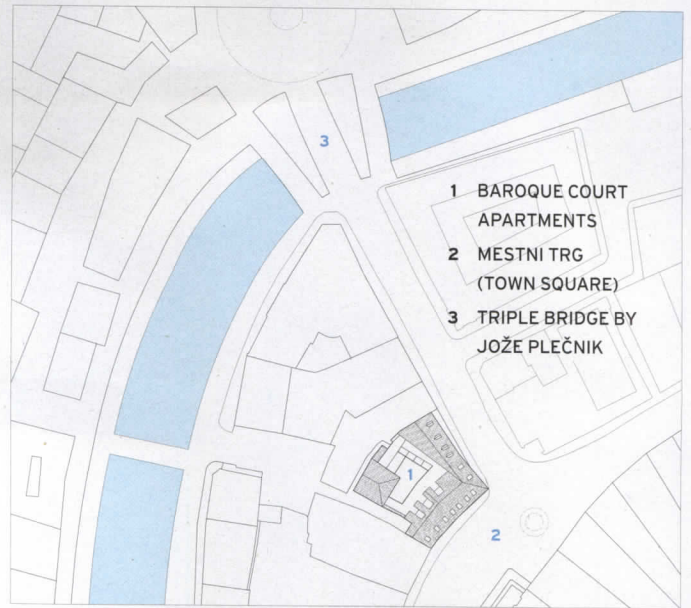 3
1 BAROQUE COURT
APARTMENTS
2 MESTNI TRG
(TOWN SQUARE)
3 TRIPLE BRIDGE BY
JOŽE PLEČNIK
1
2